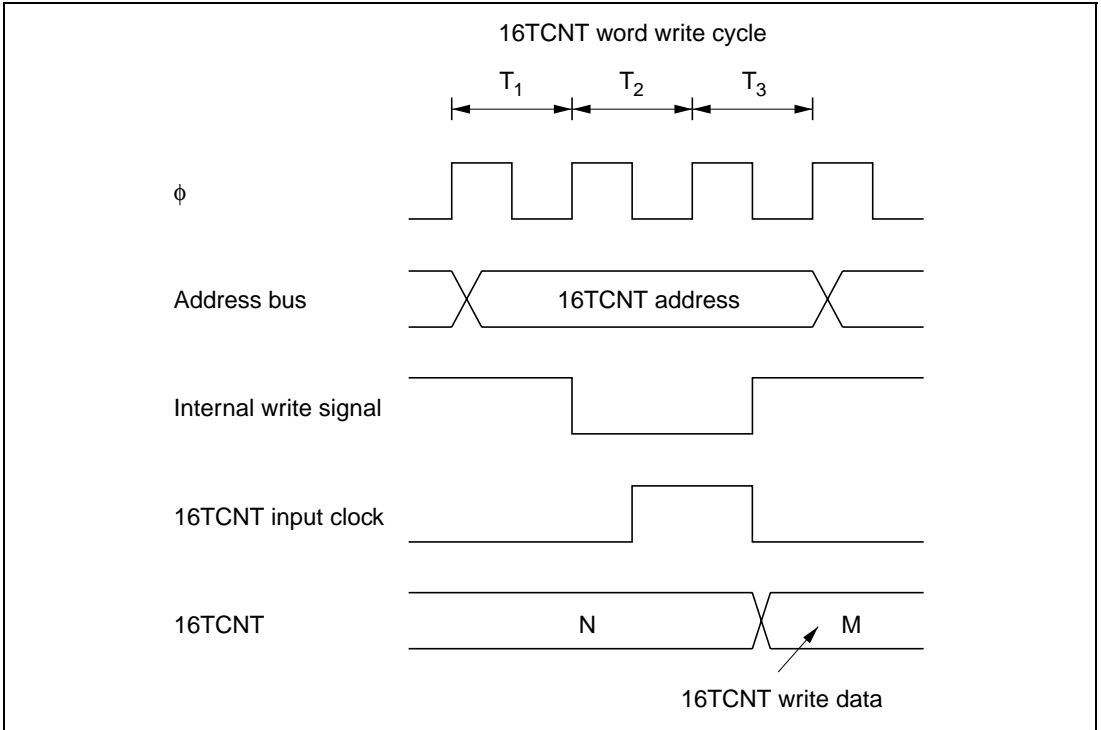 16TCNT word write cycle
T1 T2 T3
ϕ
Address bus
16TCNT address
Internal write signal
16TCNT input clock
16TCNT
N
M
16TCNT write data